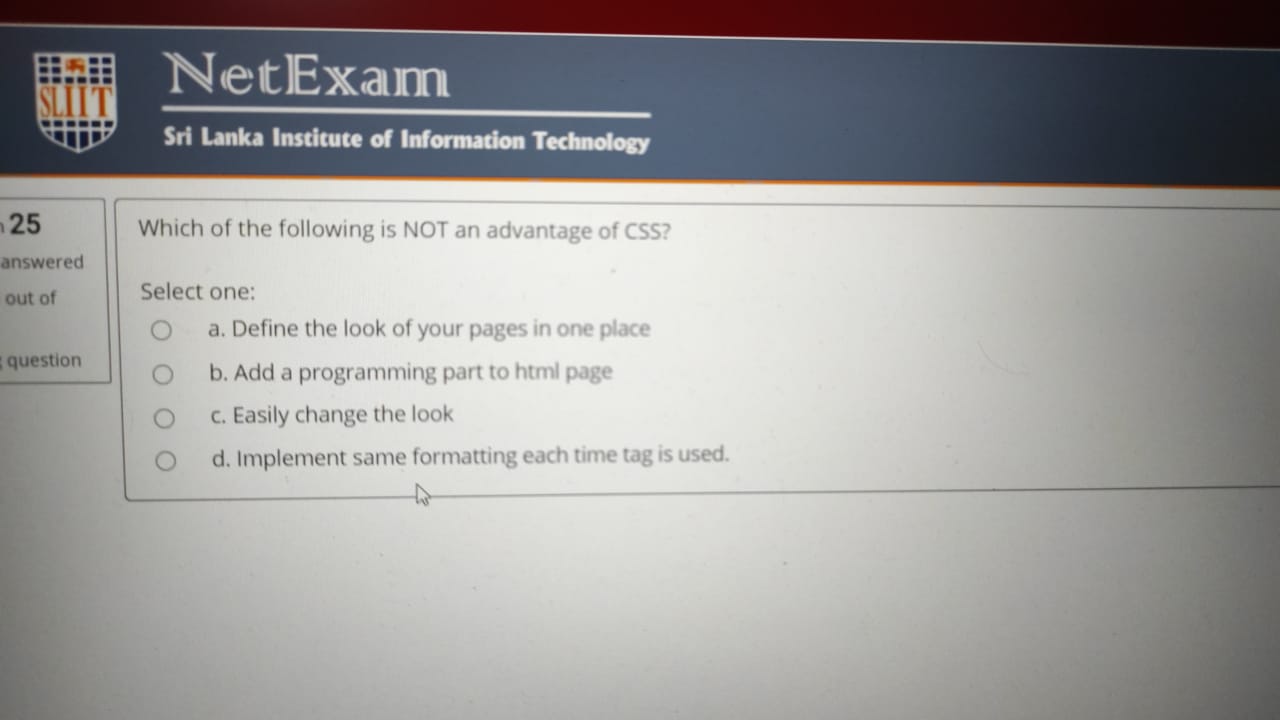 SLIIT
NetExam
Sri Lanka Institute of Information Technology
25
answered
out of
question
Which of the following is NOT an advantage of CSS?
Select one:
a. Define the look of your pages in one place
b. Add a programming part to html page
c. Easily change the look
d. Implement same formatting each time tag is used.